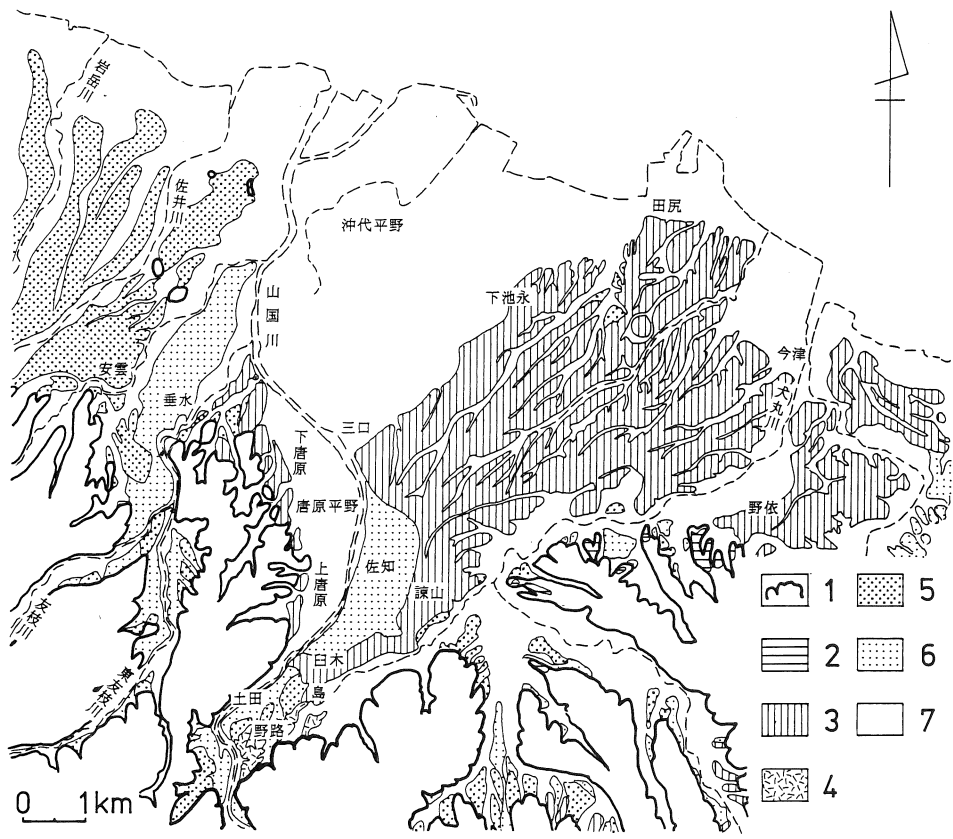 岩岳川
佐井川
山国川
沖代平野
田尻
下池永
今津
犬丸川
安雲
垂水
三口
下唐原
唐原平野
上唐原
佐知
諫山
野依
友枝川
東友枝川
臼木
土田
島
野路
1
2
3
4
5
6
7
0 1km